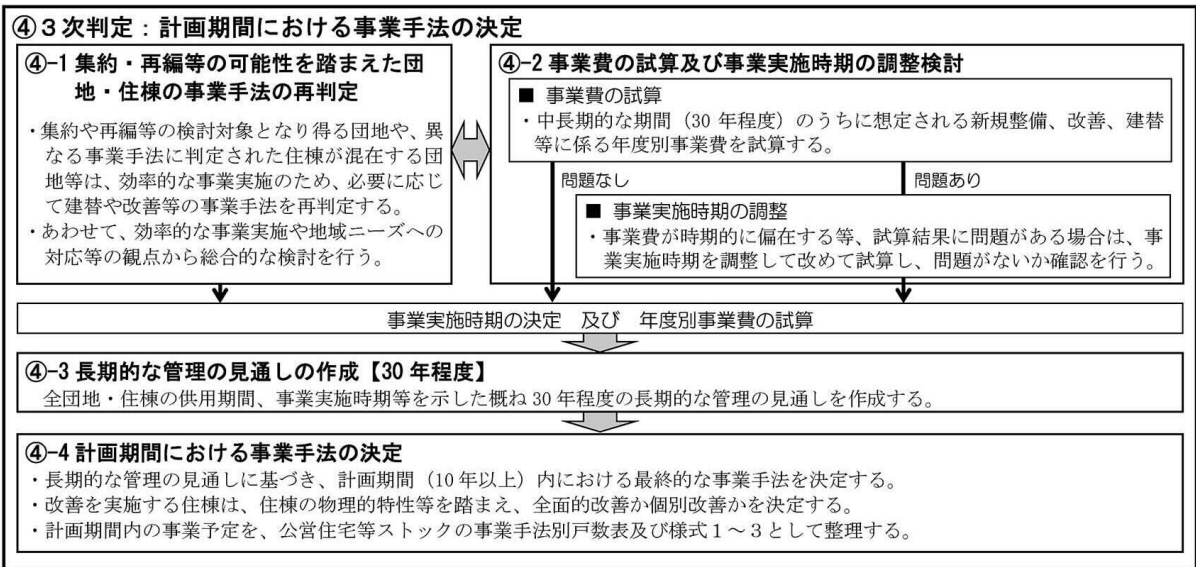 ④３次判定：計画期間における事業手法の決定
④-1 集約・再編等の可能性を踏まえた団
地・住棟の事業手法の再判定
・集約や再編等の検討対象となり得る団地や、異
なる事業手法に判定された住棟が混在する団
地等は、効率的な事業実施のため、必要に応じ
て建替や改善等の事業手法を再判定する。
・あわせて、効率的な事業実施や地域ニーズへの
対応等の観点から総合的な検討を行う。
④-2 事業費の試算及び事業実施時期の調整検討
■ 事業費の試算
・中長期的な期間（30 年程度）のうちに想定される新規整備、改善、建替
等に係る年度別事業費を試算する。
問題なし
問題あり
■ 事業実施時期の調整
・事業費が時期的に偏在する等、試算結果に問題がある場合は、事
業実施時期を調整して改めて試算し、問題がないか確認を行う。
事業実施時期の決定　及び　年度別事業費の試算
④-3 長期的な管理の見通しの作成【30 年程度】
全団地・住棟の供用期間、事業実施時期等を示した概ね 30 年程度の長期的な管理の見通しを作成する。
④-4 計画期間における事業手法の決定
・長期的な管理の見通しに基づき、計画期間（10 年以上）内における最終的な事業手法を決定する。
・改善を実施する住棟は、住棟の物理的特性等を踏まえ、全面的改善か個別改善かを決定する。
・計画期間内の事業予定を、公営住宅等ストックの事業手法別戸数表及び様式１～３として整理する。